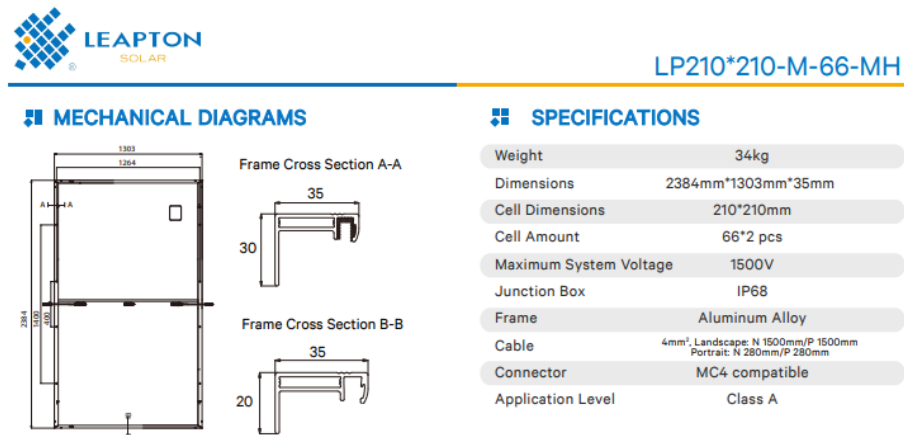 LEAPTON
SOLAR
®
LP210*210-M-66-MH
MECHANICAL DIAGRAMS
1303
1264
A A
2384
1400
400
Frame Cross Section A-A
35
30
Frame Cross Section B-B
35
20
SPECIFICATIONS
Weight 34kg
Dimensions 2384mm*1303mm*35mm
Cell Dimensions 210*210mm
Cell Amount 66*2 pcs
Maximum System Voltage 1500V
Junction Box IP68
Frame Aluminum Alloy
Cable 4mm², Landscape: N 1500mm/P 1500mm
Portrait: N 280mm/P 280mm
Connector MC4 compatible
Application Level Class A